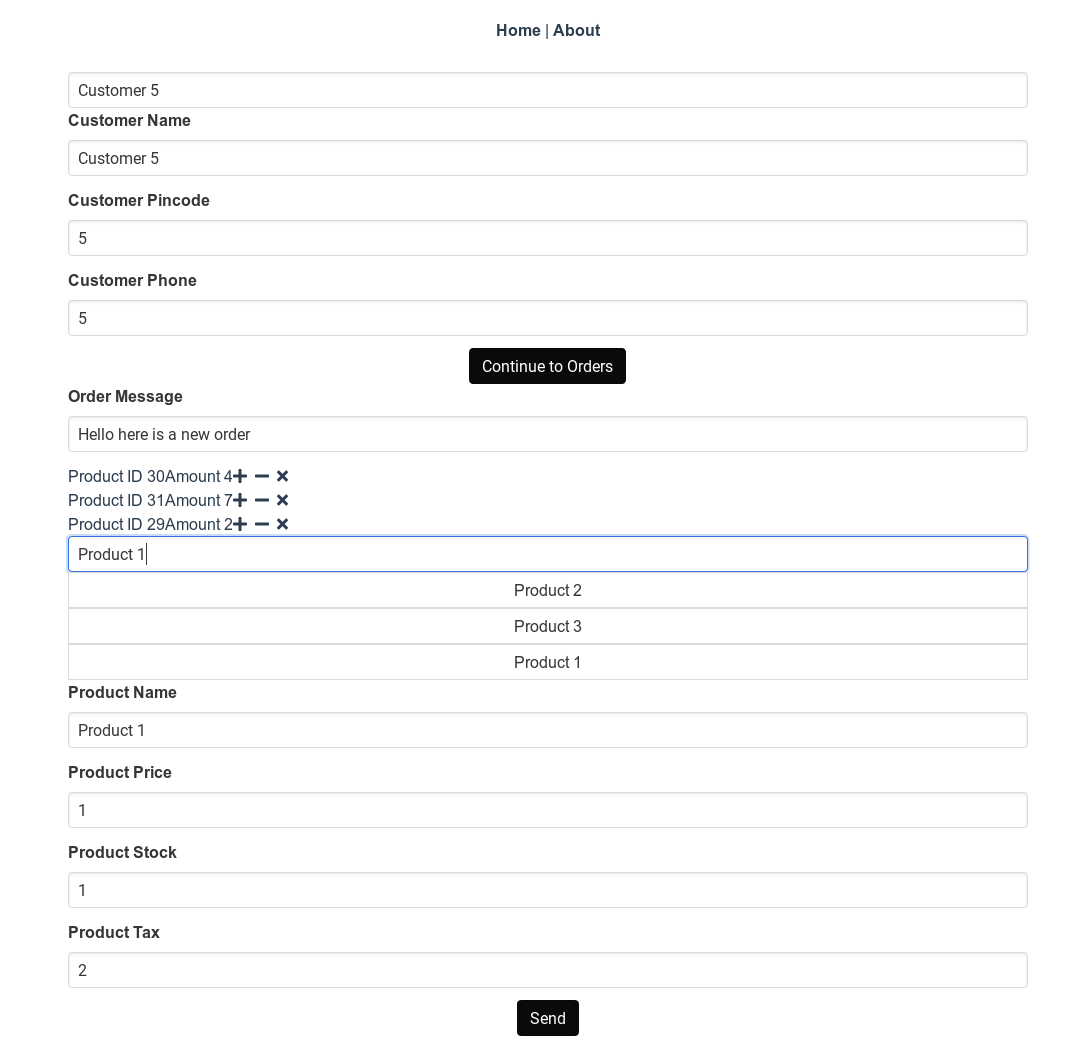 Home | About
Customer 5
Customer Name
Customer 5
Customer Pincode
5
Customer Phone
5
Continue to Orders
Order Message
Hello here is a new order
Product ID 30Amount 4
Product ID 31Amount 7
Product ID 29Amount 2
Product 1
Product 2
Product 3
Product 1
Product Name
Product 1
Product Price
1
Product Stock
1
Product Tax
2
Send